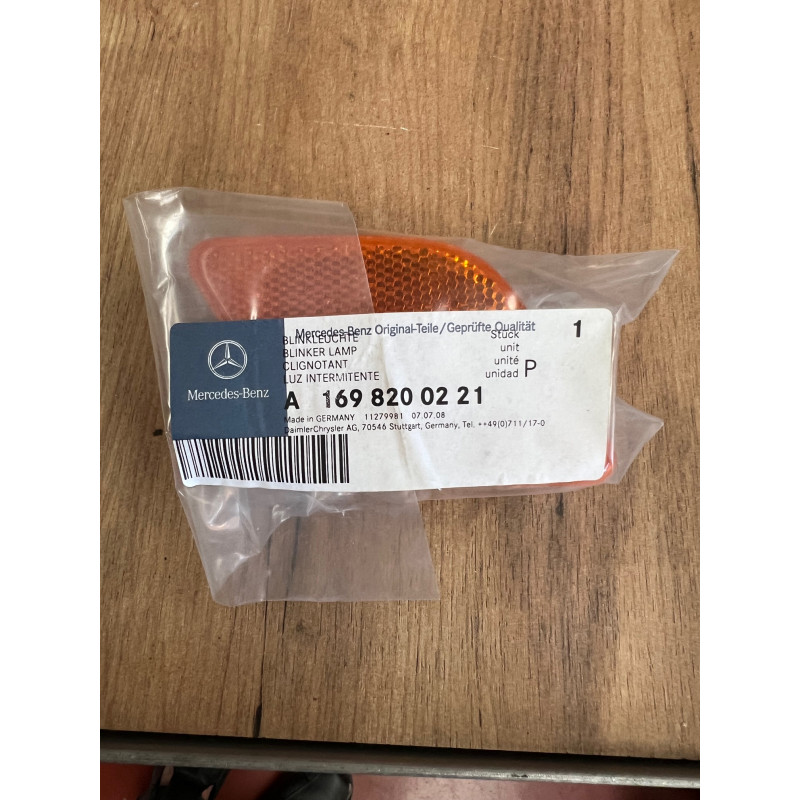 Mercedes-Benz Original-Teile/Geprüfte Qualität
BLINKLEUCHTE Stück 1
BLINKER LAMP unit
CLIGNOTANT unité
LUZ INTERMITENTE unidad P
Mercedes-Benz
A 169 820 02 21
Made in GERMANY 11279981 07.07.08
DaimlerChrysler AG, 70546 Stuttgart, Germany, Tel. ++49(0)711/17-0